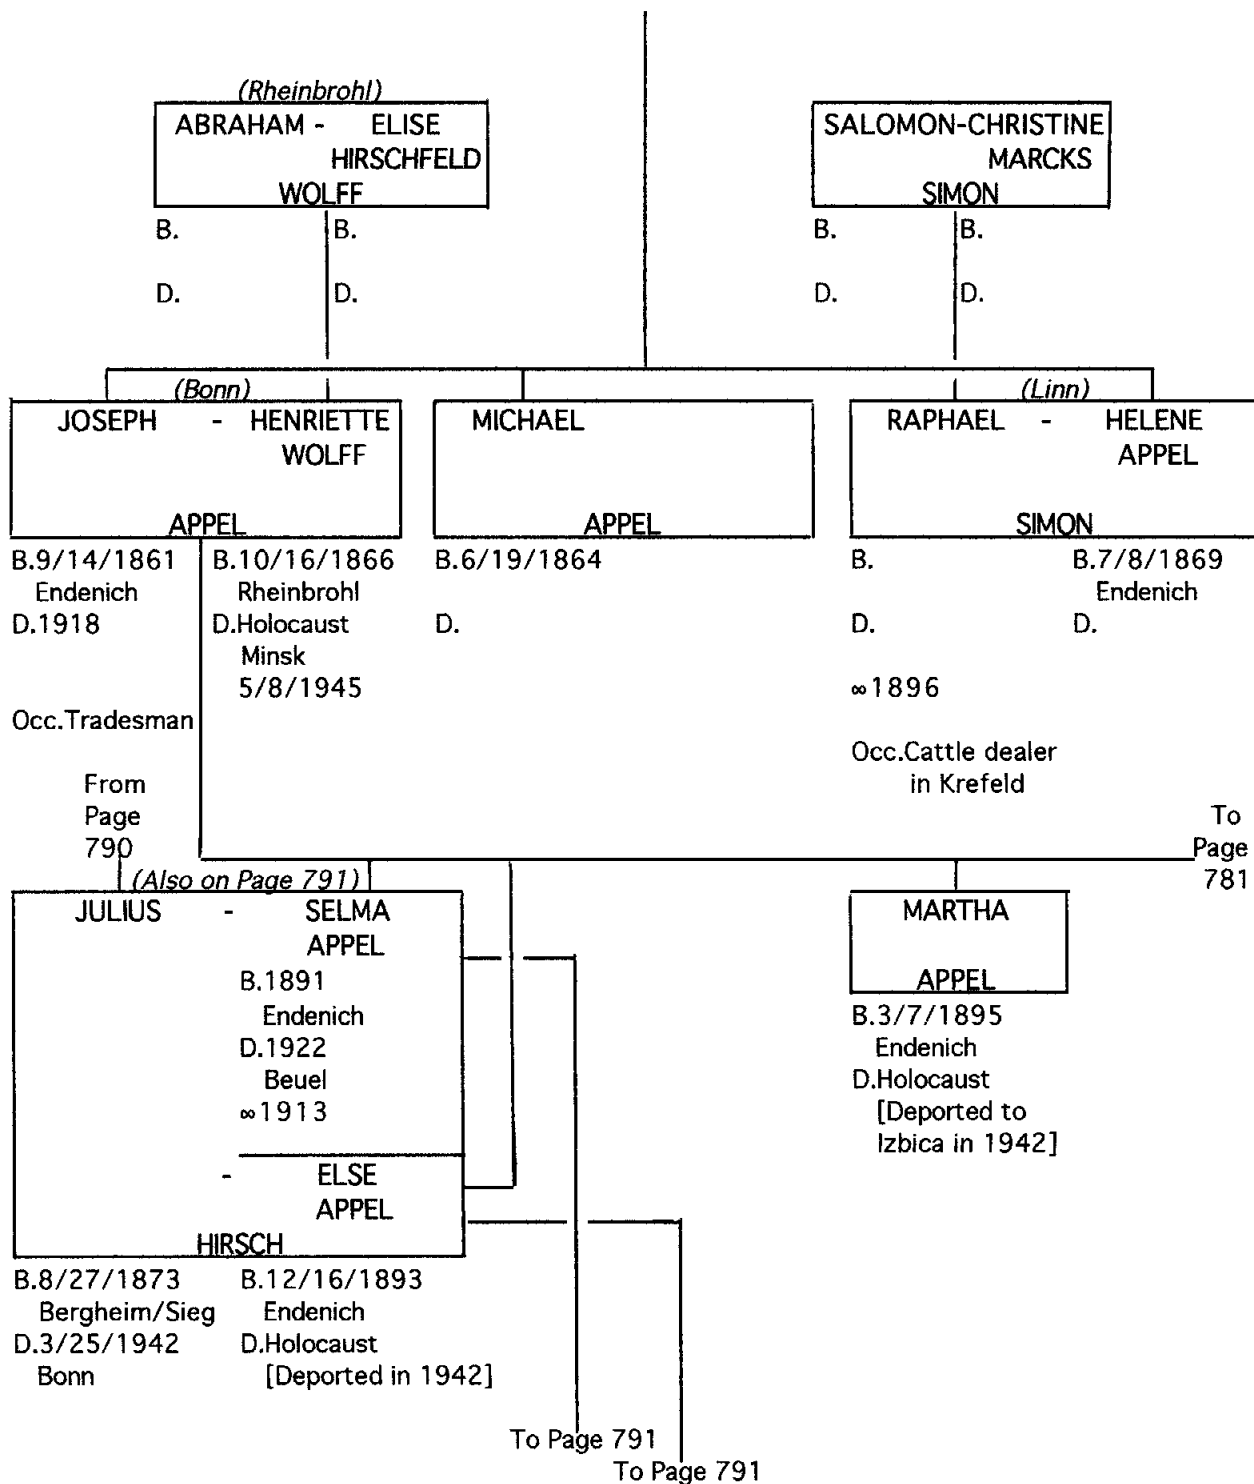 (Rheinbrohl)
ABRAHAM - ELISE
HIRSCHFELD
WOLFF
B. B.
D. D.
SALOMON-CHRISTINE
MARCKS
SIMON
B. B.
D. D.
(Bonn)
JOSEPH - HENRIETTE
WOLFF
APPEL
B.9/14/1861 B.10/16/1866
Endenich Rheinbrohl
D.1918 D.Holocaust
Minsk
5/8/1945
Occ.Tradesman
MICHAEL
APPEL
B.6/19/1864
D.
(Linn)
RAPHAEL - HELENE
APPEL
SIMON
B. B.7/8/1869
Endenich
D. D.
∞1896
Occ.Cattle dealer
in Krefeld
From
Page
790
To
Page
781
(Also on Page 791)
JULIUS - SELMA
APPEL
B.1891
Endenich
D.1922
Beuel
∞1913
- ELSE
APPEL
HIRSCH
B.8/27/1873 B.12/16/1893
Bergheim/Sieg Endenich
D.3/25/1942 D.Holocaust
Bonn [Deported in 1942]
MARTHA
APPEL
B.3/7/1895
Endenich
D.Holocaust
[Deported to
Izbica in 1942]
To Page 791
To Page 791